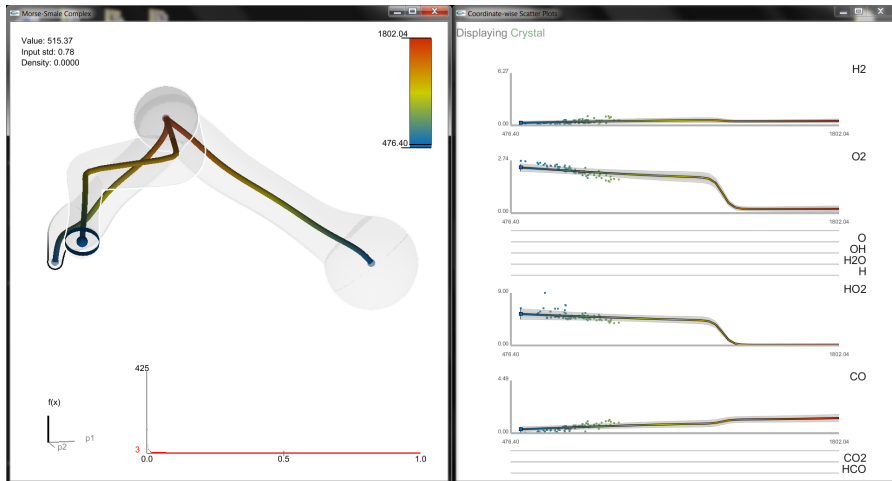 Morse-Smale Complex
Value: 515.37
Input std: 0.78
Density: 0.0000
1802.04
476.40
425
3
0.0
0.5
1.0
f(x)
p1
p2
Coordinate-wise Scatter Plots
Displaying Crystal
H2
6.27
0.00
476.40
1802.04
O2
2.74
0.00
476.40
1802.04
O
OH
H2O
H
HO2
9.06
0.00
476.40
1802.04
CO
4.49
0.00
476.40
1802.04
CO2
HCO